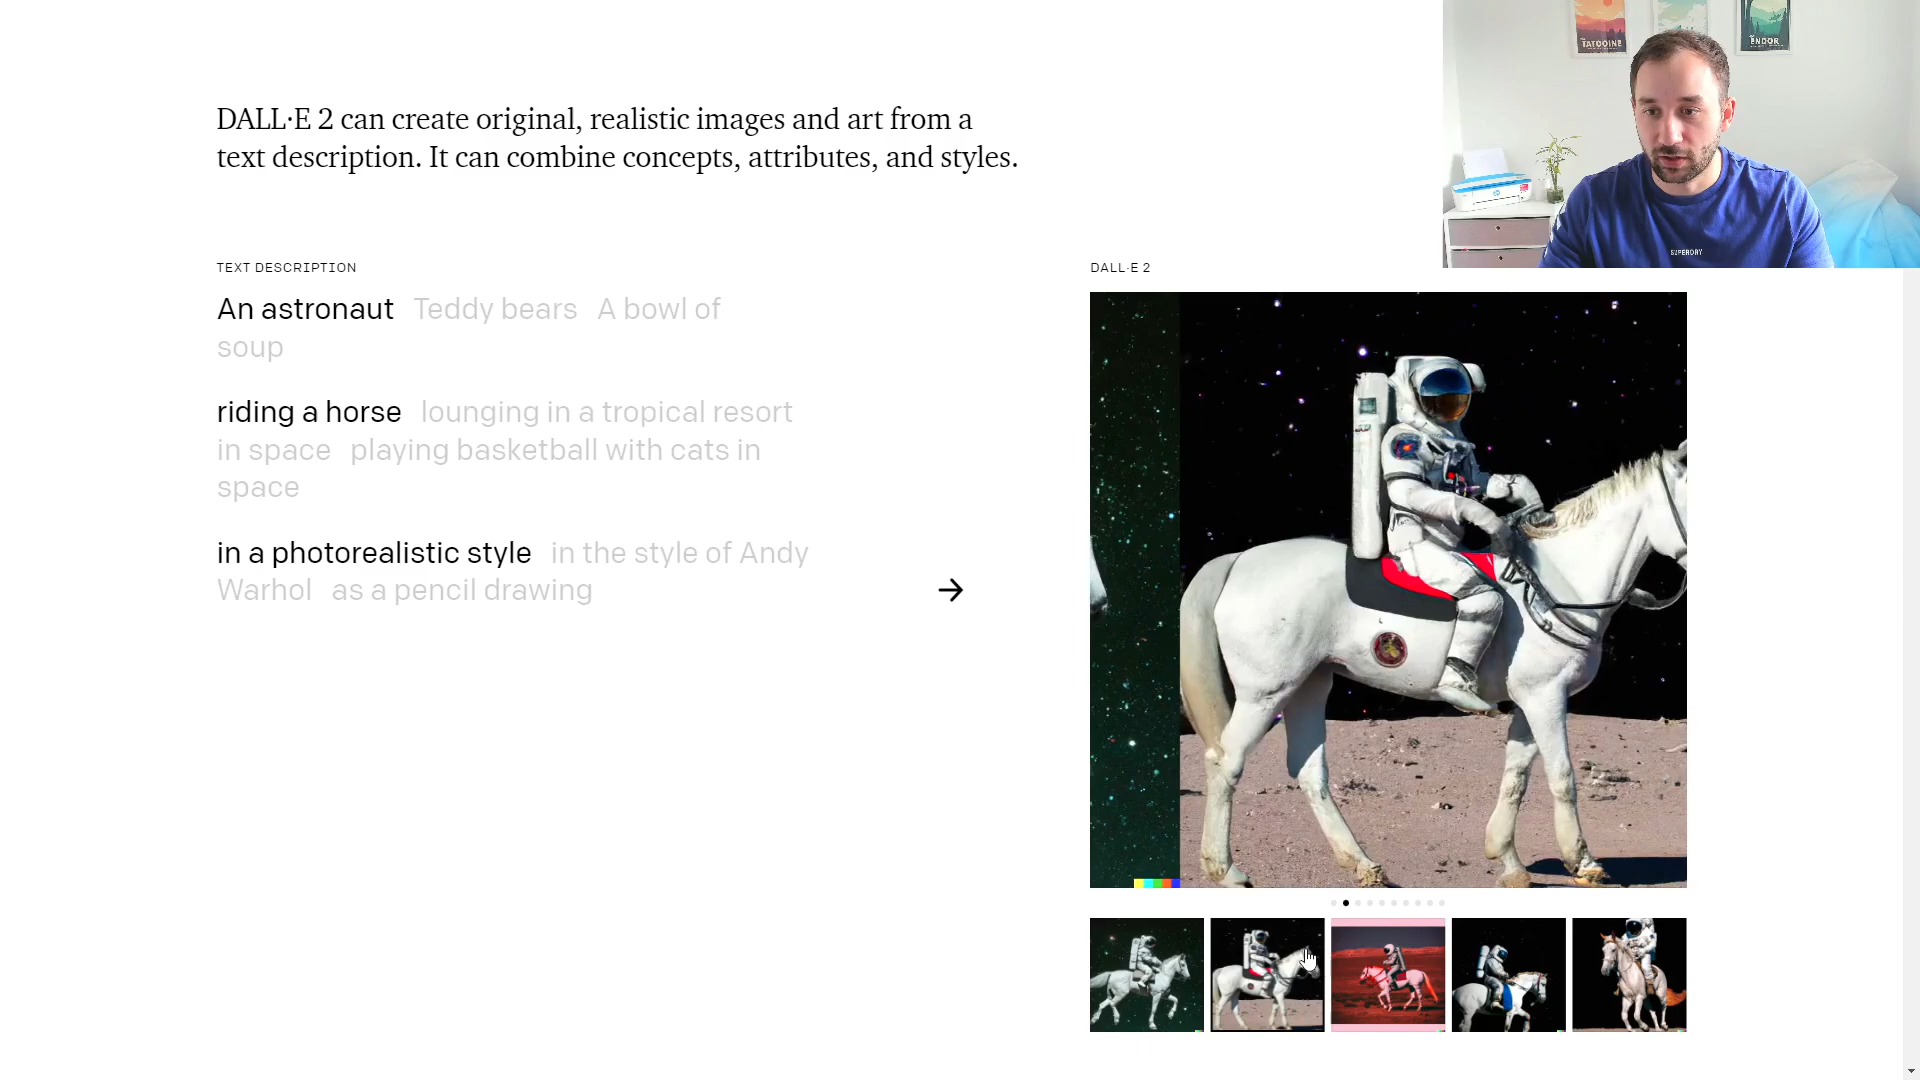 DALL·E 2 can create original, realistic images and art from a
text description. It can combine concepts, attributes, and styles.
TEXT DESCRIPTION
An astronaut Teddy bears A bowl of
soup
riding a horse lounging in a tropical resort
in space playing basketball with cats in
space
in a photorealistic style in the style of Andy
Warhol as a pencil drawing
DALL·E 2
TATOOINE
ENDOR
SUPERDRY